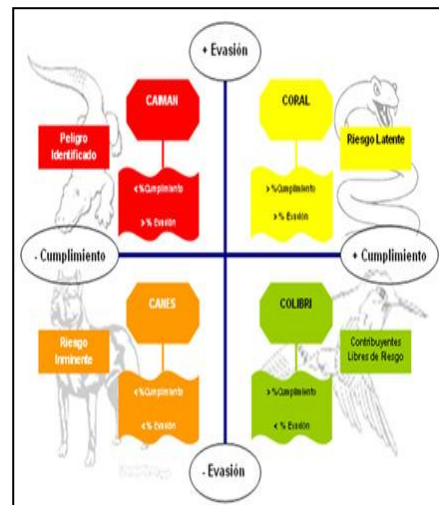 + Evasión
CAIMAN
Peligro
Identificado
< %Cumplimiento
> % Evasión
CORAL
Riesgo Latente
> %Cumplimiento
> % Evasión
- Cumplimiento
+ Cumplimiento
CANES
Riesgo
Inminente
< %Cumplimiento
< % Evasión
COLIBRI
Contribuyentes
Libres de Riesgo
> %Cumplimiento
< % Evasión
- Evasión